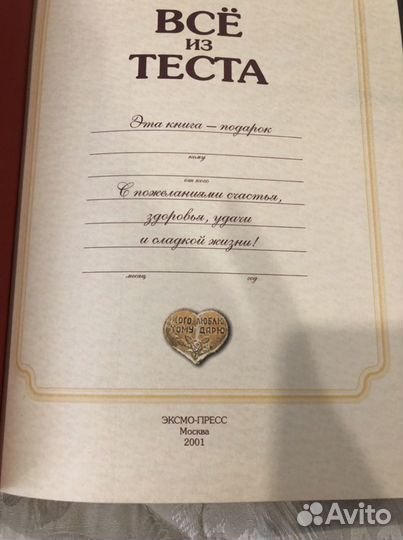 ВСЁ
ИЗ
ТЕСТА
Эта книга — подарок
кому
от кого
С пожеланиями счастья,
здоровья, удачи
и сладкой жизни!
месяц год
КОГО ЛЮБЛЮ
ТОМУ ДАРЮ
ЭКСМО-ПРЕСС
Москва
2001
Avito